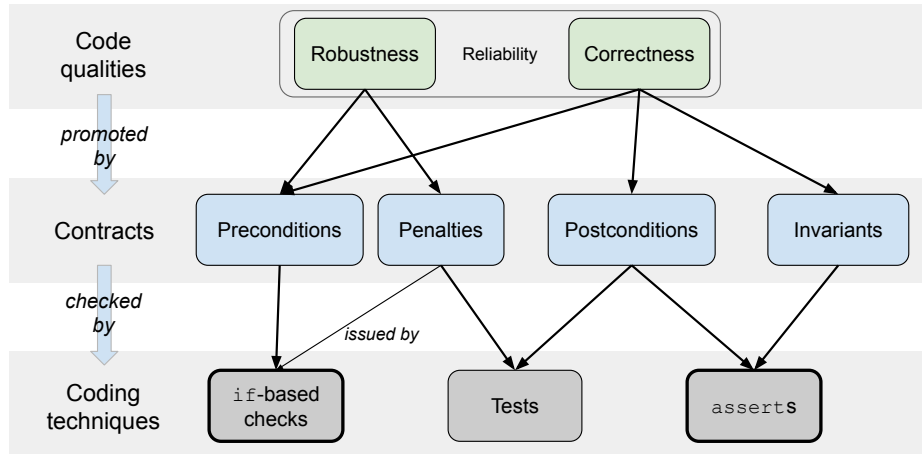 Code
qualities
Robustness
Reliability
Correctness
promoted
by
Contracts
Preconditions
Penalties
Postconditions
Invariants
checked
by
issued by
Coding
techniques
if-based
checks
Tests
asserts